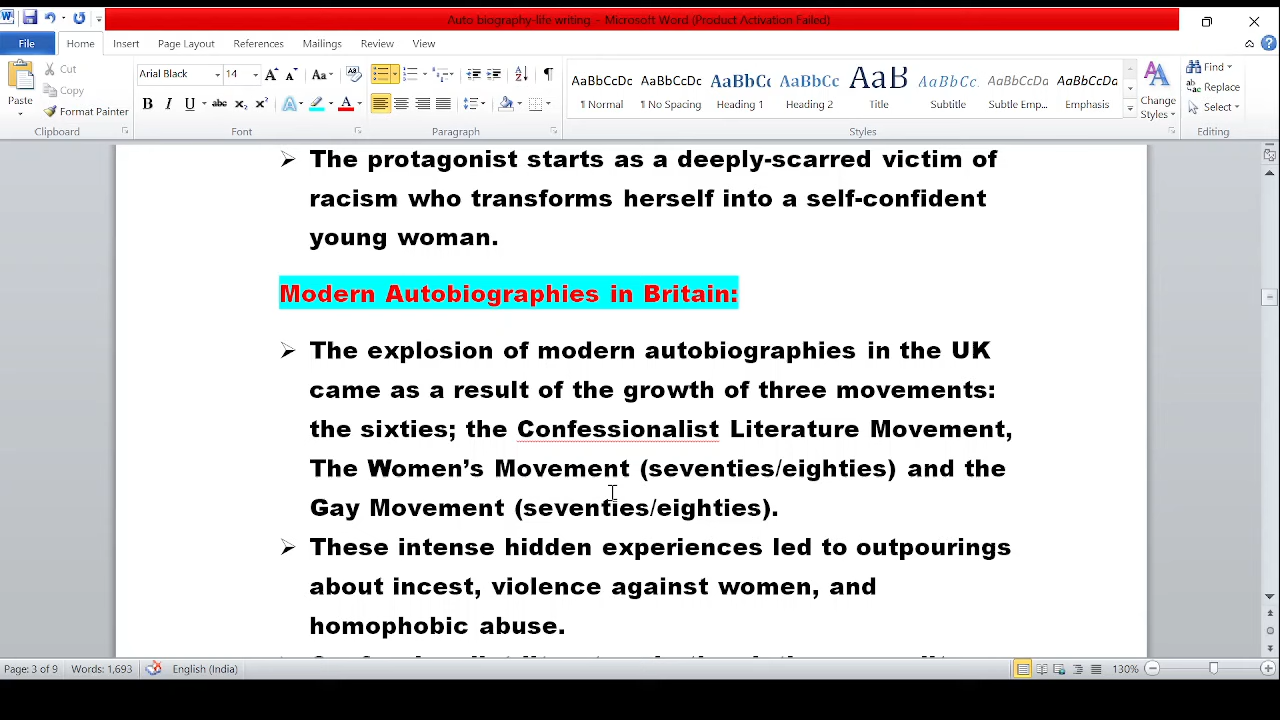 Auto biography-life writing - Microsoft Word (Product Activation Failed)
File Home Insert Page Layout References Mailings Review View
Paste
Cut
Copy
Format Painter
Clipboard
Arial Black 14
Font
Paragraph
AaBbCcDc AaBbCcDc AaBbC AaBbCc AaB AaBbCc. AaBbCcDc AaBbCcDc
¶ Normal ¶ No Spacing Heading 1 Heading 2 Title Subtitle Subtle Em... Emphasis
Change Styles
Styles
Find
Replace
Select
Editing
The protagonist starts as a deeply-scarred victim of
racism who transforms herself into a self-confident
young woman.
Modern Autobiographies in Britain:
The explosion of modern autobiographies in the UK
came as a result of the growth of three movements:
the sixties; the Confessionalist Literature Movement,
The Women’s Movement (seventies/eighties) and the
Gay Movement (seventies/eighties).
These intense hidden experiences led to outpourings
about incest, violence against women, and
homophobic abuse.
Page: 3 of 9 Words: 1,693 English (India) 130%